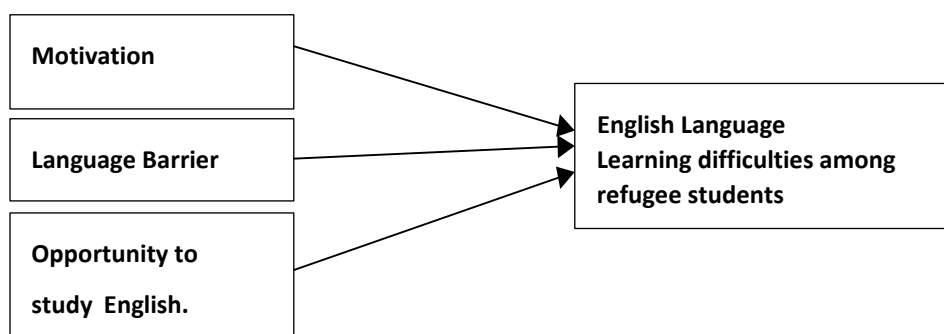 Motivation
Language Barrier
Opportunity to
study English.
English Language
Learning difficulties among
refugee students